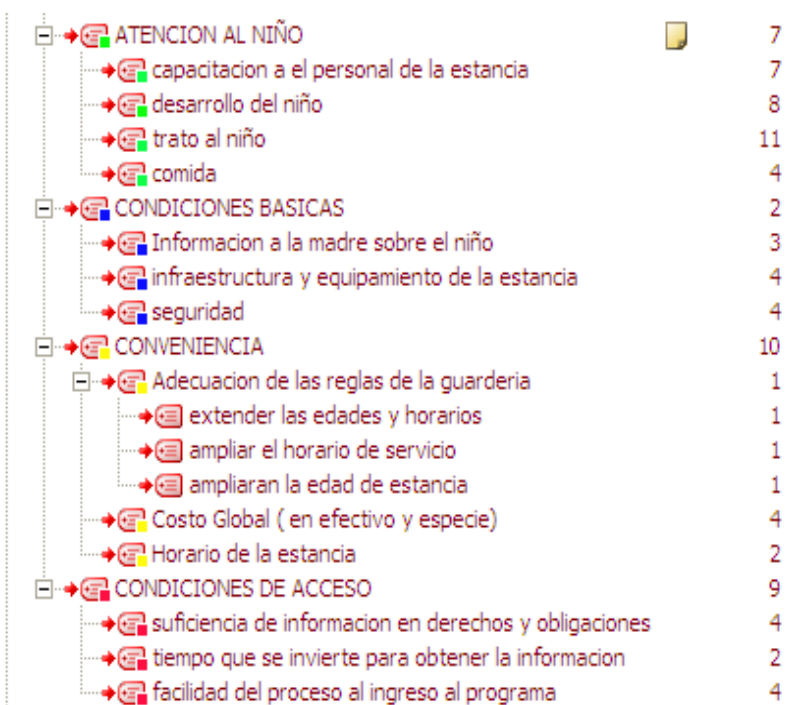 ATENCION AL NIÑO 7
capacitacion a el personal de la estancia 7
desarrollo del niño 8
trato al niño 11
comida 4
CONDICIONES BASICAS 2
Informacion a la madre sobre el niño 3
infraestructura y equipamiento de la estancia 4
seguridad 4
CONVENIENCIA 10
Adecuacion de las reglas de la guarderia 1
extender las edades y horarios 1
ampliar el horario de servicio 1
ampliaran la edad de estancia 1
Costo Global ( en efectivo y especie) 4
Horario de la estancia 2
CONDICIONES DE ACCESO 9
suficiencia de informacion en derechos y obligaciones 4
tiempo que se invierte para obtener la informacion 2
facilidad del proceso al ingreso al programa 4